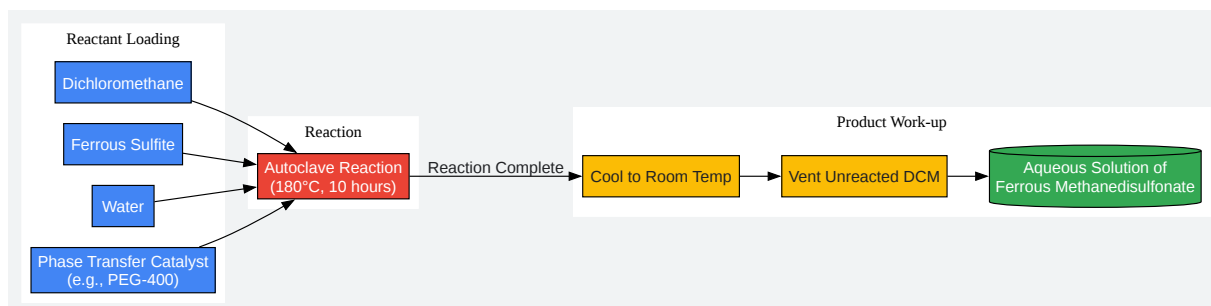 Reactant Loading
Dichloromethane
Ferrous Sulfite
Water
Phase Transfer Catalyst
(e.g., PEG-400)
Reaction
Autoclave Reaction
(180°C, 10 hours)
Reaction Complete
Product Work-up
Cool to Room Temp
Vent Unreacted DCM
Aqueous Solution of
Ferrous Methanedisulfonate